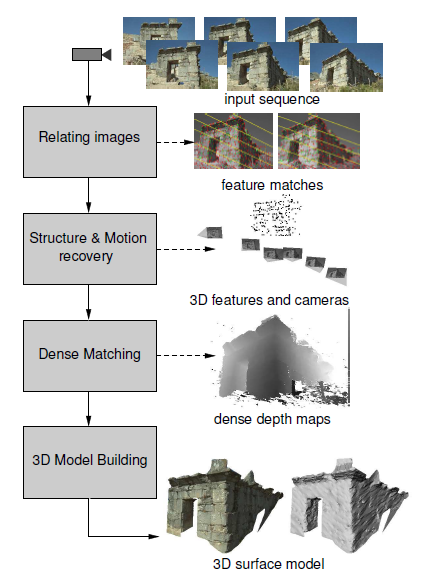 input sequence
Relating images
feature matches
Structure & Motion
recovery
3D features and cameras
Dense Matching
dense depth maps
3D Model Building
3D surface model